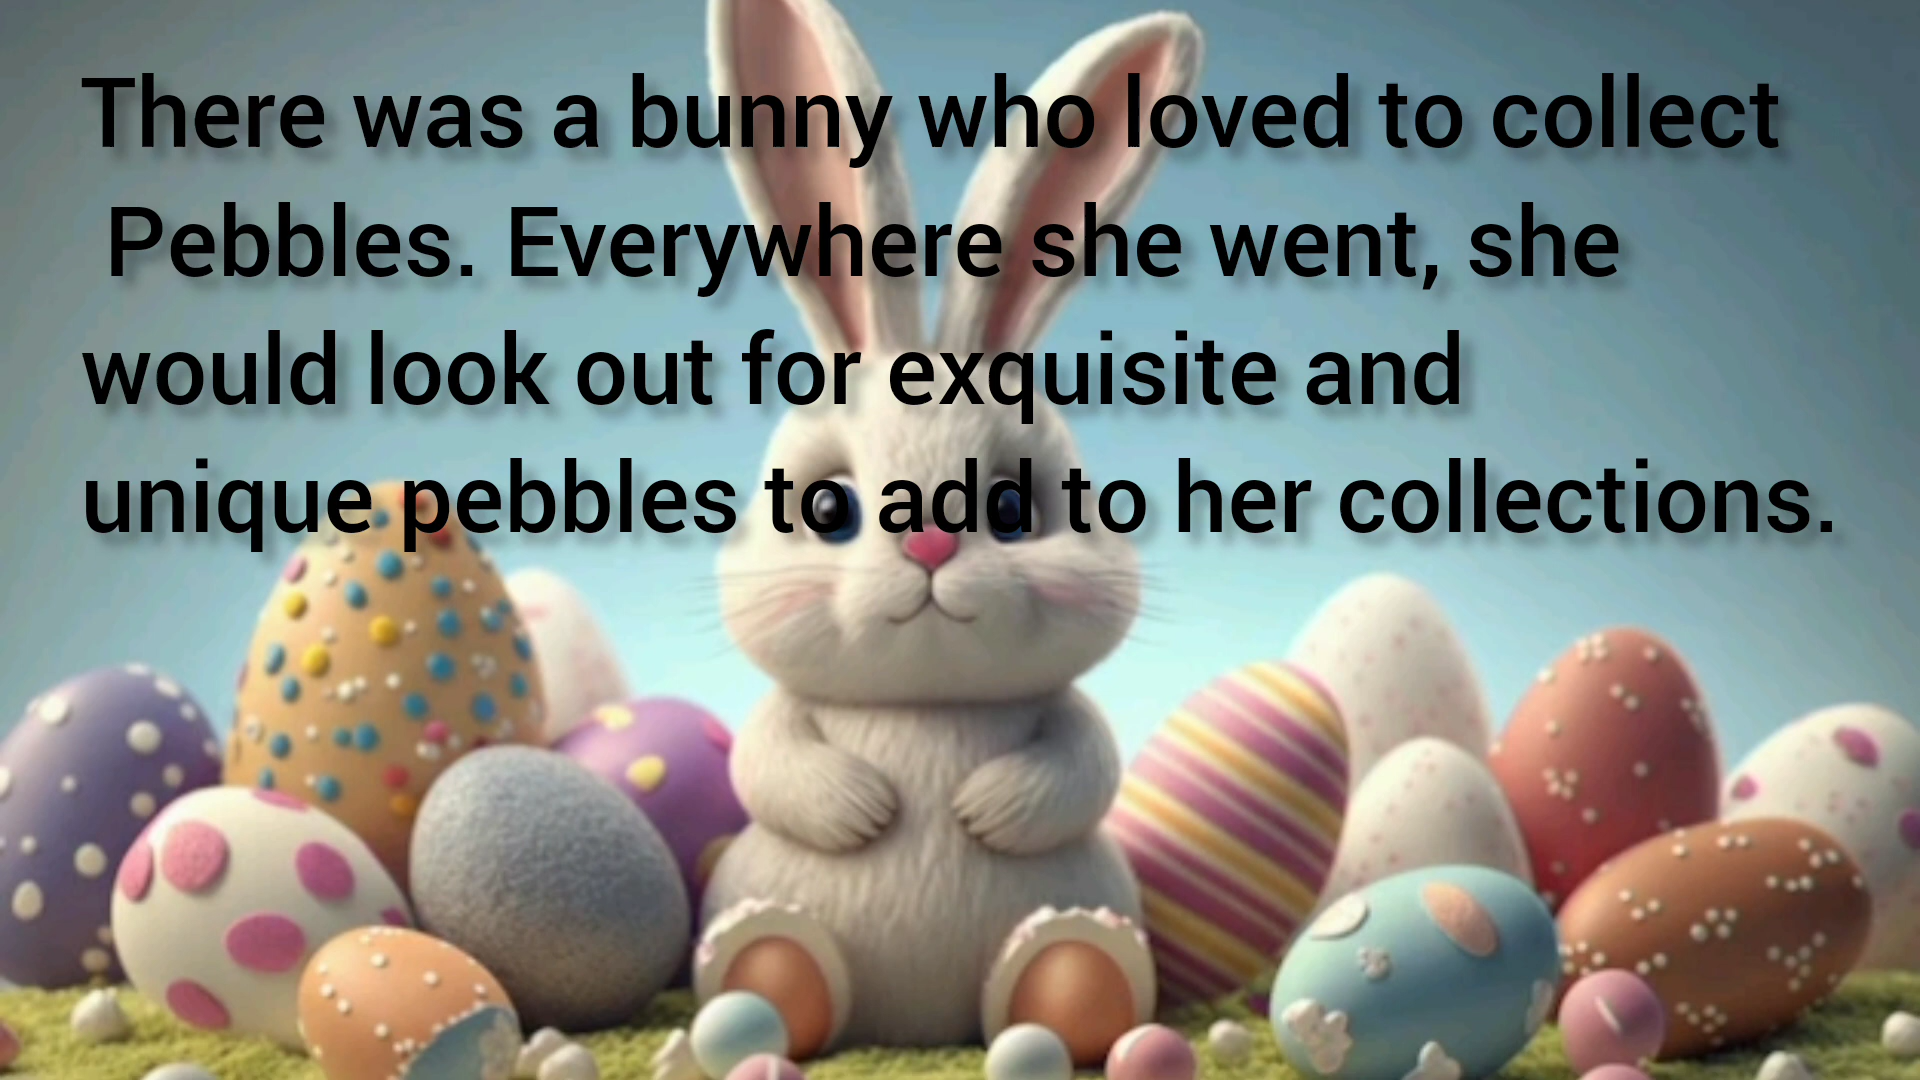 There was a bunny who loved to collect
Pebbles. Everywhere she went, she
would look out for exquisite and
unique pebbles to add to her collections.